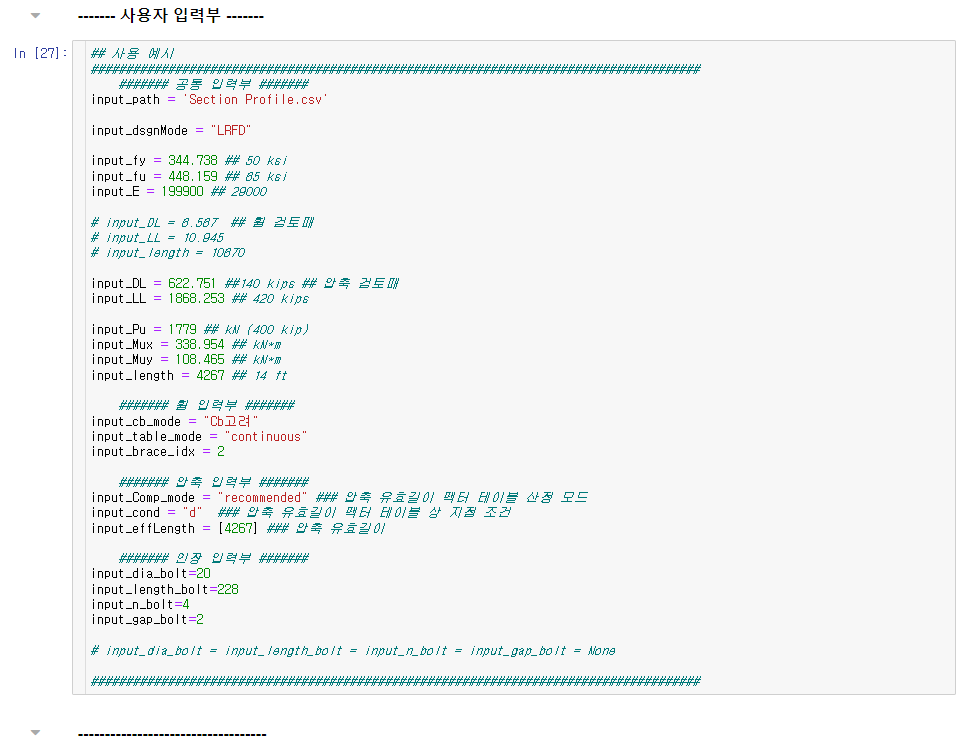 ------- 사용자 입력부 -------
In [27]:
## 사용 예시
########################################################################################
####### 공통 입력부 #######
input_path = 'Section Profile.csv'
input_dsgnMode = "LRFD"
input_fy = 344.738 ## 50 ksi
input_fu = 448.159 ## 65 ksi
input_E = 199900 ## 29000
# input_DL = 6.567  ## 휨 검토때
# input_LL = 10.945
# input_length = 10670
input_DL = 622.751 ##140 kips ## 압축 검토때
input_LL = 1868.253 ## 420 kips
input_Pu = 1779 ## kN (400 kip)
input_Mux = 338.954 ## kN*m
input_Muy = 108.465 ## kN*m
input_length = 4267 ## 14 ft
####### 휨 입력부 #######
input_cb_mode = "Cb고려"
input_table_mode = "continuous"
input_brace_idx = 2
####### 압축 입력부 #######
input_Comp_mode = "recommended" ### 압축 유효길이 팩터 테이블 산정 모드
input_cond = "d"  ### 압축 유효길이 팩터 테이블 상 지점 조건
input_effLength = [4267] ### 압축 유효길이
####### 인장 입력부 #######
input_dia_bolt=20
input_length_bolt=228
input_n_bolt=4
input_gap_bolt=2
# input_dia_bolt = input_length_bolt = input_n_bolt = input_gap_bolt = None
########################################################################################
-----------------------------------